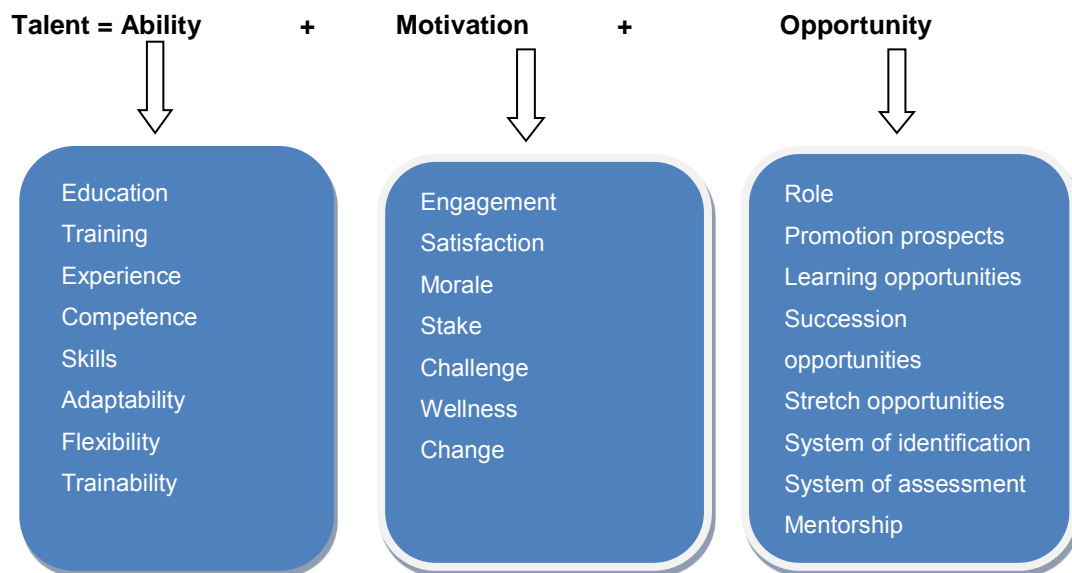 Talent = Ability + Motivation + Opportunity
Education
Training
Experience
Competence
Skills
Adaptability
Flexibility
Trainability
Engagement
Satisfaction
Morale
Stake
Challenge
Wellness
Change
Role
Promotion prospects
Learning opportunities
Succession
opportunities
Stretch opportunities
System of identification
System of assessment
Mentorship